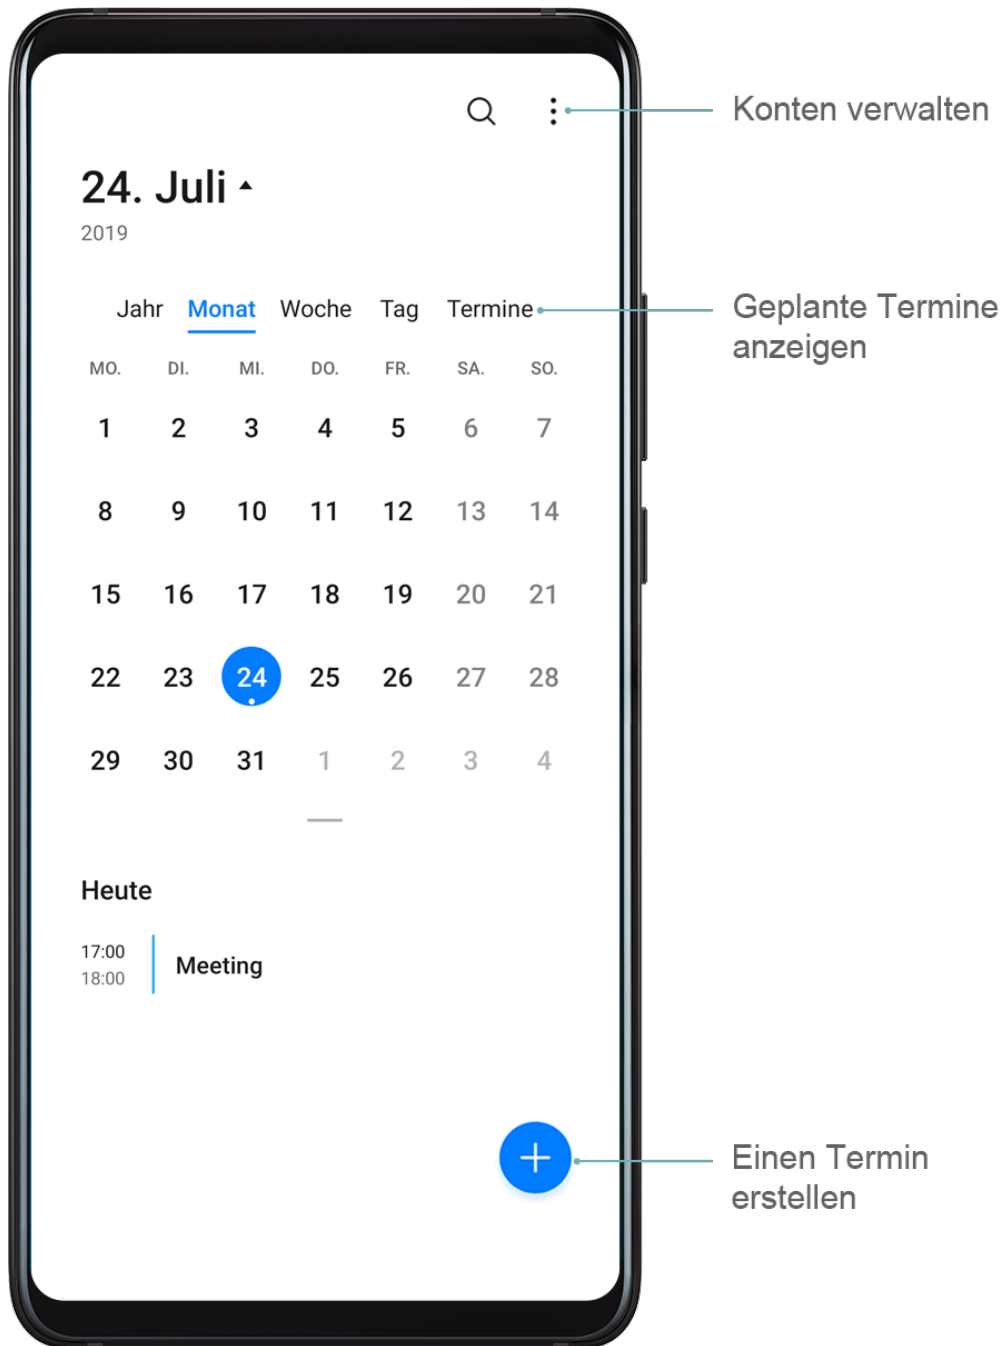 Konten verwalten
24. Juli
2019
Jahr Monat Woche Tag Termine
Geplante Termine
anzeigen
MO. DI. MI. DO. FR. SA. SO.
1 2 3 4 5 6 7
8 9 10 11 12 13 14
15 16 17 18 19 20 21
22 23 24 25 26 27 28
29 30 31 1 2 3 4
Heute
17:00
Meeting
18:00
Einen Termin
erstellen